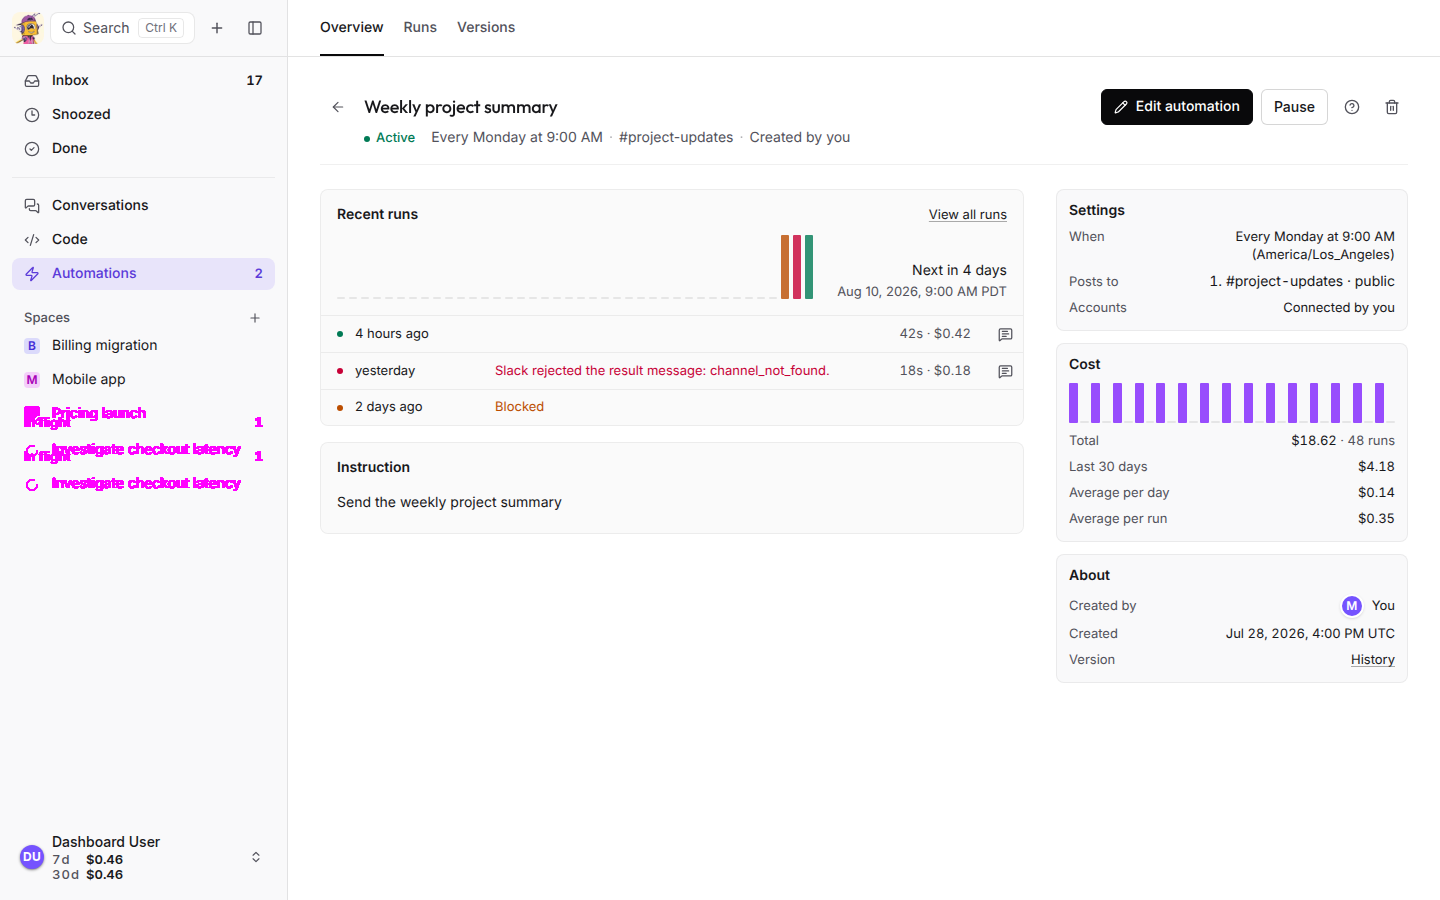 Search Ctrl K
Overview Runs Versions
Inbox 17
Snoozed
Done
Conversations
Code
Automations 2
Spaces
B Billing migration
M Mobile app
Pricing launch
In flight 1
Investigate checkout latency
In flight 1
Investigate checkout latency
DU Dashboard User
7d $0.46
30d $0.46
Weekly project summary
Edit automation Pause
Active Every Monday at 9:00 AM · #project-updates · Created by you
Recent runs View all runs
Next in 4 days
Aug 10, 2026, 9:00 AM PDT
4 hours ago 42s · $0.42
yesterday Slack rejected the result message: channel_not_found. 18s · $0.18
2 days ago Blocked
Instruction
Send the weekly project summary
Settings
When Every Monday at 9:00 AM
(America/Los_Angeles)
Posts to 1. #project-updates · public
Accounts Connected by you
Cost
Total $18.62 · 48 runs
Last 30 days $4.18
Average per day $0.14
Average per run $0.35
About
Created by M You
Created Jul 28, 2026, 4:00 PM UTC
Version History